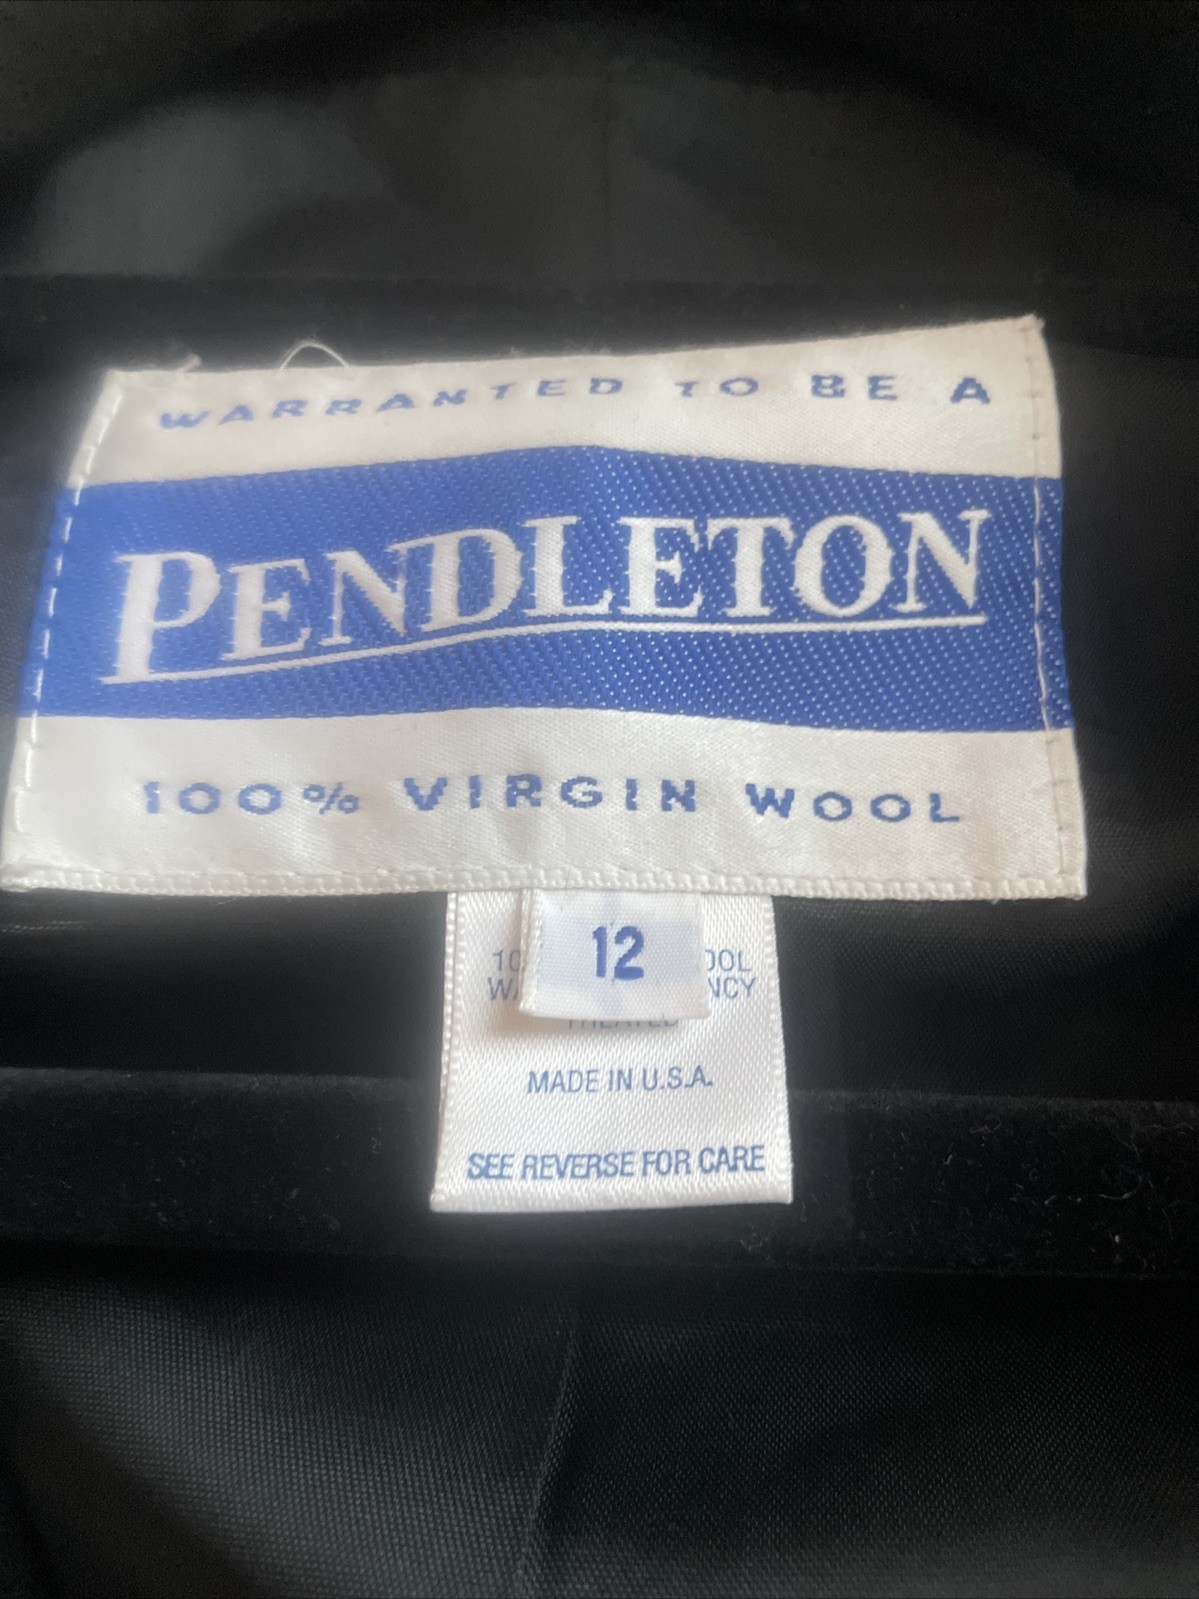 WARRANTED TO BE A
PENDLETON
100% VIRGIN WOOL
12
MADE IN U.S.A.
SEE REVERSE FOR CARE